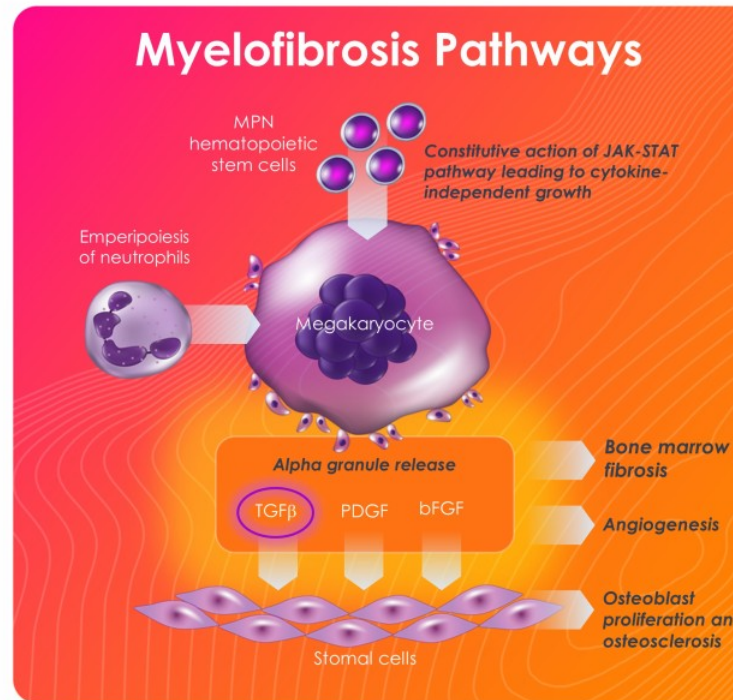 Myelofibrosis Pathways
MPN
hematopoietic
stem cells
Constitutive action of JAK-STAT
pathway leading to cytokine-
independent growth
Emperipoiesis
of neutrophils
Megakaryocyte
Alpha granule release
TGFβ
PDGF
bFGF
Bone marrow
fibrosis
Angiogenesis
Osteoblast
proliferation an
osteosclerosis
Stomal cells